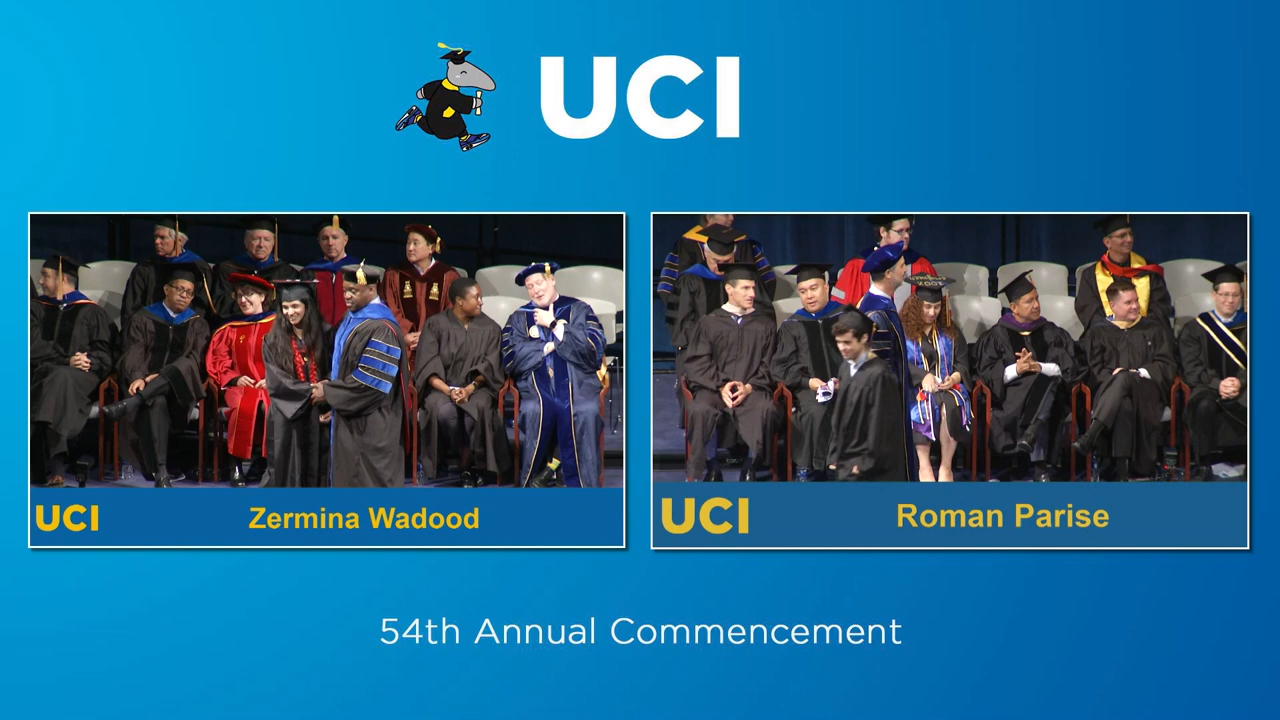 UCI
UCI
Zermina Wadood
UCI
Roman Parise
54th Annual Commencement